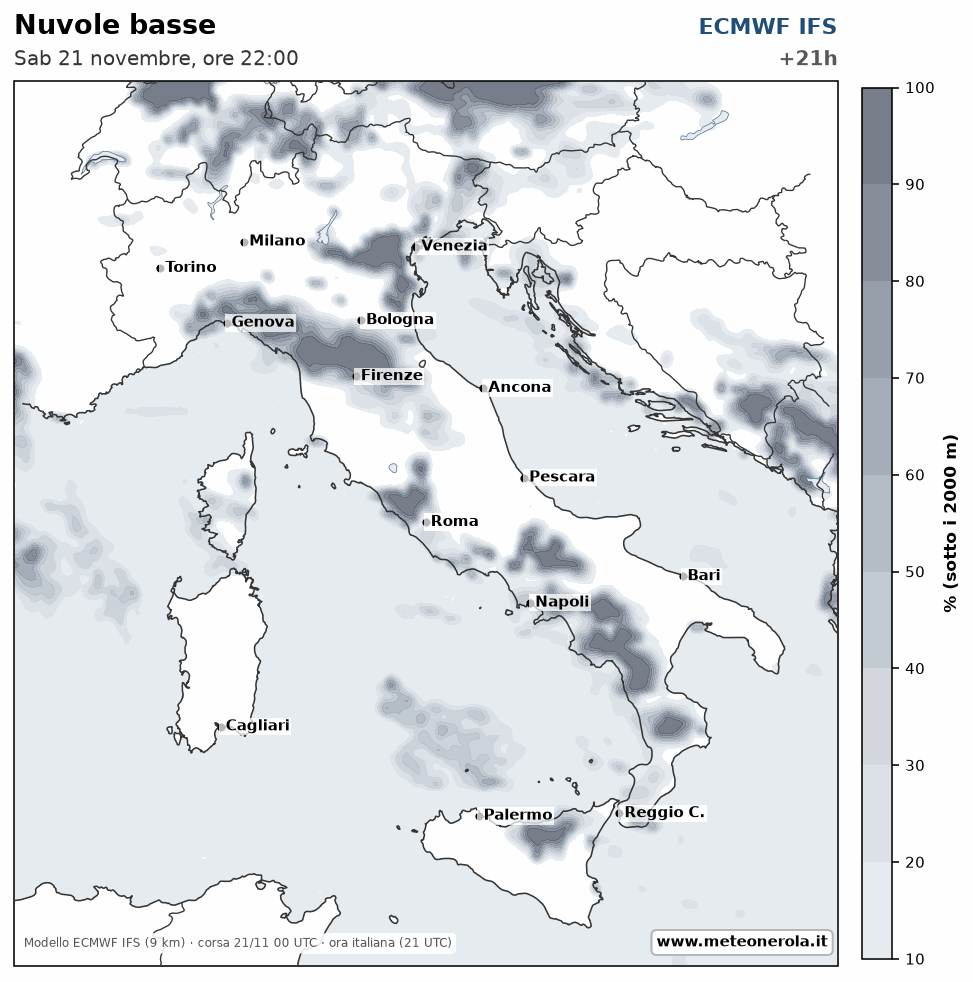 Nuvole basse
ECMWF IFS
Sab 21 novembre, ore 22:00
+21h
Milano
Venezia
Torino
Genova
Bologna
Firenze
Ancona
Pescara
Roma
Bari
Napoli
Cagliari
Palermo
Reggio C.
Modello ECMWF IFS (9 km) · corsa 21/11 00 UTC · ora italiana (21 UTC)
www.meteonerola.it
100
90
80
70
60
50
40
30
20
10
% (sotto i 2000 m)